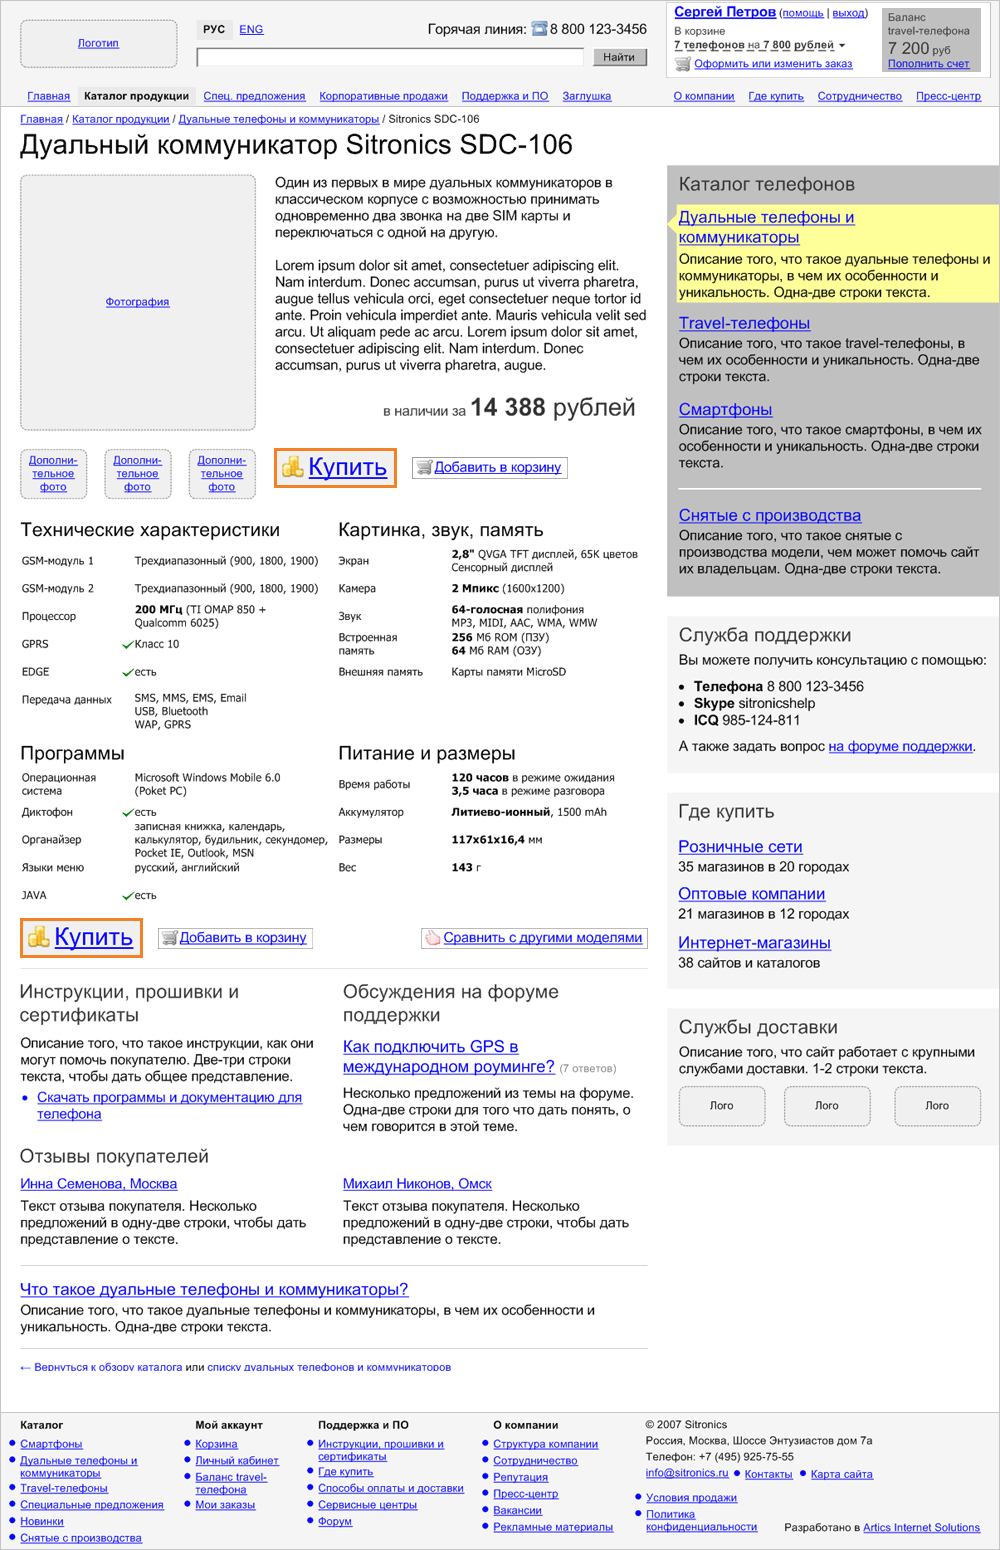 Логотип
РУС ENG
Горячая линия: 8 800 123-3456
Найти
Сергей Петров (помощь | выход)
В корзине
7 телефонов на 7 800 рублей
Оформить или изменить заказ
Баланс
travel-телефона
7 200 руб
Пополнить счет
Главная Каталог продукции Спец. предложения Корпоративные продажи Поддержка и ПО Заглушка
О компании Где купить Сотрудничество Пресс-центр
Главная / Каталог продукции / Дуальные телефоны и коммуникаторы / Sitronics SDC-106
Дуальный коммуникатор Sitronics SDC-106
Фотография
Один из первых в мире дуальных коммуникаторов в
классическом корпусе с возможностью принимать
одновременно два звонка на две SIM карты и
переключаться с одной на другую.
Lorem ipsum dolor sit amet, consectetuer adipiscing elit.
Nam interdum. Donec accumsan, purus ut viverra pharetra,
augue tellus vehicula orci, eget consectetuer neque tortor id
ante. Proin vehicula imperdiet ante. Mauris vehicula velit sed
arcu. Ut aliquam pede ac arcu. Lorem ipsum dolor sit amet,
consectetuer adipiscing elit. Nam interdum. Donec
accumsan, purus ut viverra pharetra, augue.
в наличии за 14 388 рублей
Дополни-
тельное
фото
Дополни-
тельное
фото
Дополни-
тельное
фото
Купить
Добавить в корзину
Технические характеристики
GSM-модуль 1 Трехдиапазонный (900, 1800, 1900)
GSM-модуль 2 Трехдиапазонный (900, 1800, 1900)
Процессор 200 МГц (TI OMAP 850 +
Qualcomm 6025)
GPRS Класс 10
EDGE есть
Передача данных SMS, MMS, EMS, Email
USB, Bluetooth
WAP, GPRS
Картинка, звук, память
Экран 2,8" QVGA TFT дисплей, 65K цветов
Сенсорный дисплей
Камера 2 Мпикс (1600x1200)
Звук 64-голосная полифония
MP3, MIDI, AAC, WMA, WMW
Встроенная 256 Мб ROM (ПЗУ)
память 64 Мб RAM (ОЗУ)
Внешняя память Карты памяти MicroSD
Программы
Операционная Microsoft Windows Mobile 6.0
система (Poket PC)
Диктофон есть
Органайзер записная книжка, календарь,
калькулятор, будильник, секундомер,
Pocket IE, Outlook, MSN
Языки меню русский, английский
JAVA есть
Питание и размеры
Время работы 120 часов в режиме ожидания
3,5 часа в режиме разговора
Аккумулятор Литиево-ионный, 1500 mAh
Размеры 117x61x16,4 мм
Вес 143 г
Купить
Добавить в корзину
Сравнить с другими моделями
Инструкции, прошивки и
сертификаты
Описание того, что такое инструкции, как они
могут помочь покупателю. Две-три строки
текста, чтобы дать общее представление.
Скачать программы и документацию для
телефона
Обсуждения на форуме
поддержки
Как подключить GPS в
международном роуминге? (7 ответов)
Несколько предложений из темы на форуме.
Одна-две строки для того что дать понять, о
чем говорится в этой теме.
Отзывы покупателей
Инна Семенова, Москва
Текст отзыва покупателя. Несколько
предложений в одну-две строки, чтобы дать
представление о тексте.
Михаил Никонов, Омск
Текст отзыва покупателя. Несколько
предложений в одну-две строки, чтобы дать
представление о тексте.
Что такое дуальные телефоны и коммуникаторы?
Описание того, что такое дуальные телефоны и коммуникаторы, в чем их особенности и
уникальность. Одна-две строки текста.
← Вернуться к обзору каталога или списку дуальных телефонов и коммуникаторов
Каталог телефонов
Дуальные телефоны и
коммуникаторы
Описание того, что такое дуальные телефоны и
коммуникаторы, в чем их особенности и
уникальность. Одна-две строки текста.
Travel-телефоны
Описание того, что такое travel-телефоны, в
чем их особенности и уникальность. Одна-две
строки текста.
Смартфоны
Описание того, что такое смартфоны, в чем их
особенности и уникальность. Одна-две строки
текста.
Снятые с производства
Описание того, что такое снятые с
производства модели, чем может помочь сайт
их владельцам. Одна-две строки текста.
Служба поддержки
Вы можете получить консультацию с помощью:
Телефона 8 800 123-3456
Skype sitronicshelp
ICQ 985-124-811
А также задать вопрос на форуме поддержки.
Где купить
Розничные сети
35 магазинов в 20 городах
Оптовые компании
21 магазинов в 12 городах
Интернет-магазины
38 сайтов и каталогов
Службы доставки
Описание того, что сайт работает с крупными
службами доставки. 1-2 строки текста.
Лого Лого Лого
Каталог
Смартфоны
Дуальные телефоны и
коммуникаторы
Travel-телефоны
Специальные предложения
Новинки
Снятые с производства
Мой аккаунт
Корзина
Личный кабинет
Баланс travel-
телефона
Мои заказы
Поддержка и ПО
Инструкции, прошивки и
сертификаты
Где купить
Способы оплаты и доставки
Сервисные центры
Форум
О компании
Структура компании
Сотрудничество
Репутация
Пресс-центр
Вакансии
Рекламные материалы
© 2007 Sitronics
Россия, Москва, Шоссе Энтузиастов дом 7а
Телефон: +7 (495) 925-75-55
info@sitronics.ru Контакты Карта сайта
Условия продажи
Политика
конфиденциальности
Разработано в Artics Internet Solutions